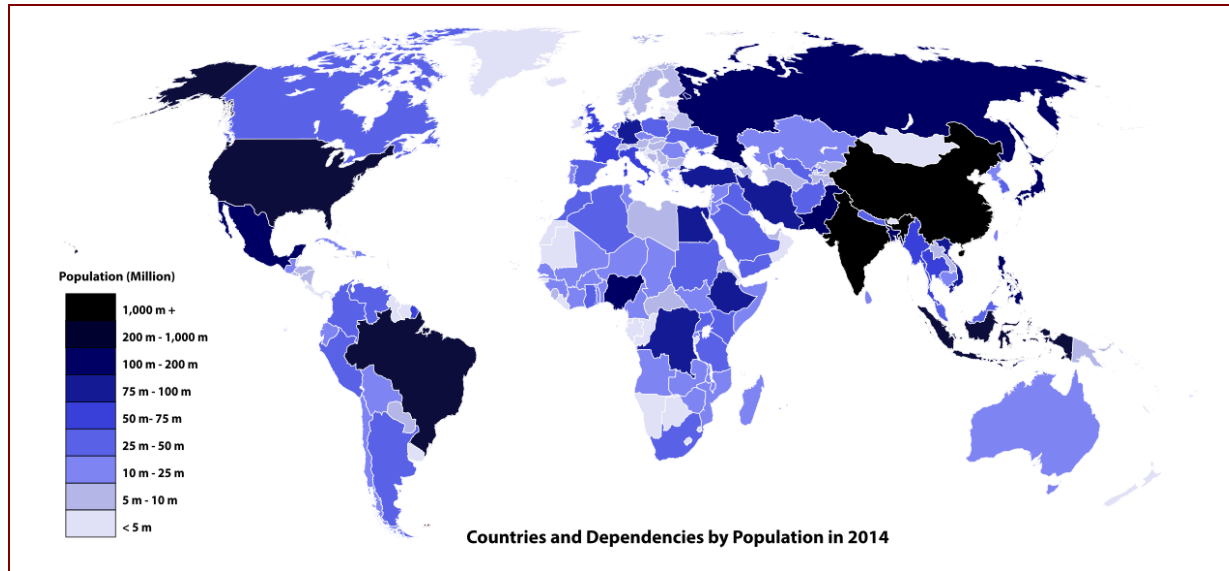 Population (Million)
1,000 m +
200 m - 1,000 m
100 m - 200 m
75 m - 100 m
50 m- 75 m
25 m - 50 m
10 m - 25 m
5 m - 10 m
< 5 m
Countries and Dependencies by Population in 2014